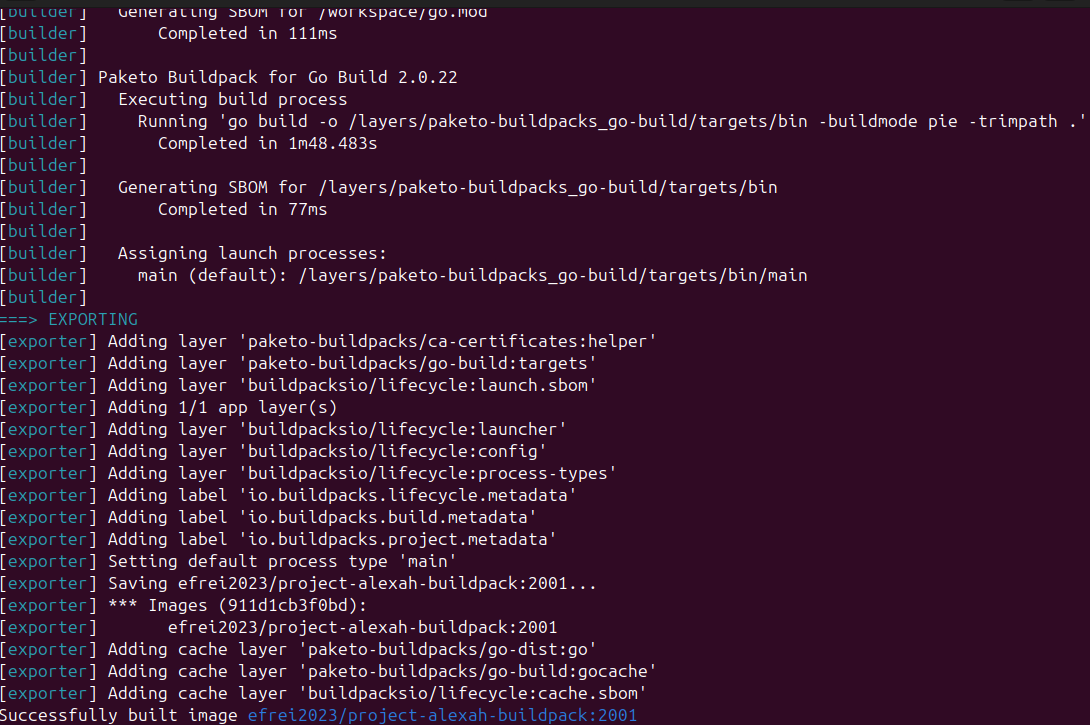 [builder]   Generating SBOM for /workspace/go.mod
[builder]       Completed in 111ms
[builder]
[builder] Paketo Buildpack for Go Build 2.0.22
[builder]   Executing build process
[builder]     Running 'go build -o /layers/paketo-buildpacks_go-build/targets/bin -buildmode pie -trimpath .'
[builder]       Completed in 1m48.483s
[builder]
[builder]   Generating SBOM for /layers/paketo-buildpacks_go-build/targets/bin
[builder]       Completed in 77ms
[builder]
[builder]   Assigning launch processes:
[builder]     main (default): /layers/paketo-buildpacks_go-build/targets/bin/main
[builder]
===> EXPORTING
[exporter] Adding layer 'paketo-buildpacks/ca-certificates:helper'
[exporter] Adding layer 'paketo-buildpacks/go-build:targets'
[exporter] Adding layer 'buildpacksio/lifecycle:launch.sbom'
[exporter] Adding 1/1 app layer(s)
[exporter] Adding layer 'buildpacksio/lifecycle:launcher'
[exporter] Adding layer 'buildpacksio/lifecycle:config'
[exporter] Adding layer 'buildpacksio/lifecycle:process-types'
[exporter] Adding label 'io.buildpacks.lifecycle.metadata'
[exporter] Adding label 'io.buildpacks.build.metadata'
[exporter] Adding label 'io.buildpacks.project.metadata'
[exporter] Setting default process type 'main'
[exporter] Saving efrei2023/project-alexah-buildpack:2001...
[exporter] *** Images (911d1cb3f0bd):
[exporter]       efrei2023/project-alexah-buildpack:2001
[exporter] Adding cache layer 'paketo-buildpacks/go-dist:go'
[exporter] Adding cache layer 'paketo-buildpacks/go-build:gocache'
[exporter] Adding cache layer 'buildpacksio/lifecycle:cache.sbom'
Successfully built image efrei2023/project-alexah-buildpack:2001